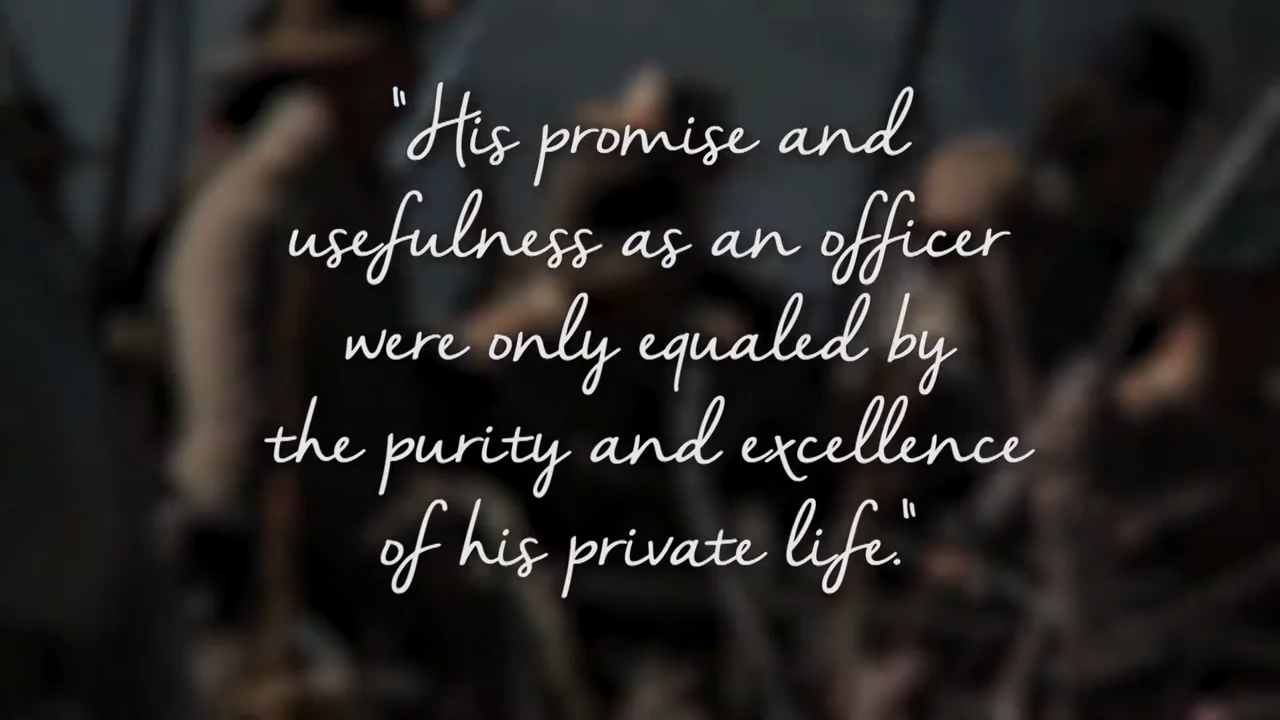 "His promise and
usefulness as an officer
were only equaled by
the purity and excellence
of his private life."